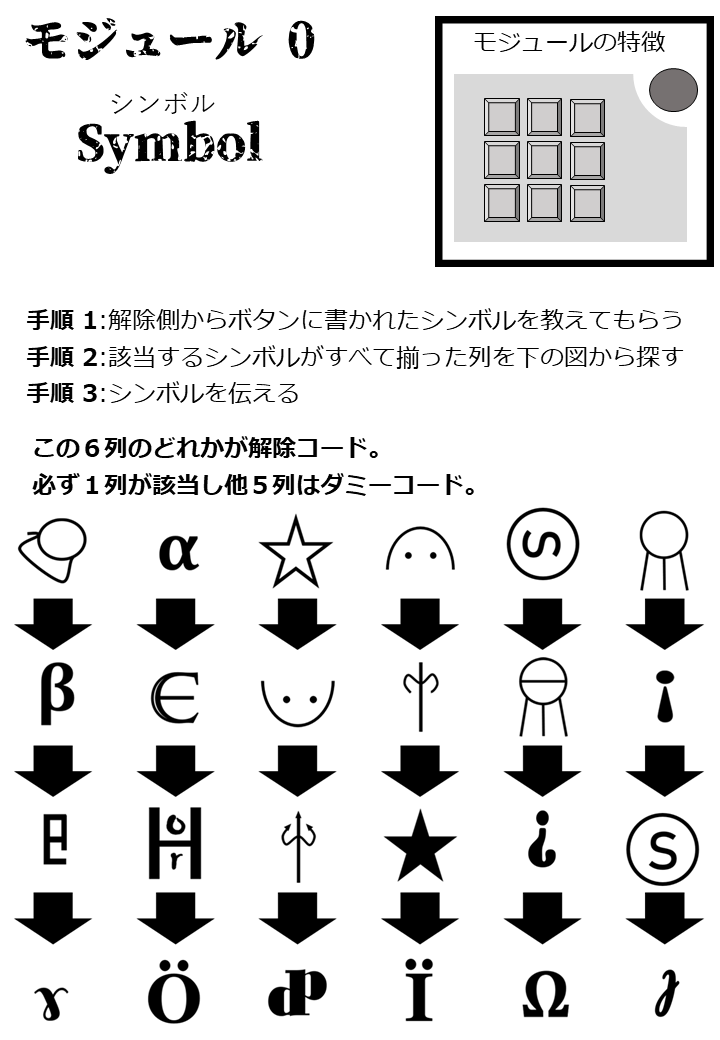 モジュール 0
シンボル
Symbol
モジュールの特徴
手順 1:解除側からボタンに書かれたシンボルを教えてもらう
手順 2:該当するシンボルがすべて揃った列を下の図から探す
手順 3:シンボルを伝える
この６列のどれかが解除コード。
必ず１列が該当し他５列はダミーコード。
α
β ∈ ¡
¿ S
Ö Ï Ω